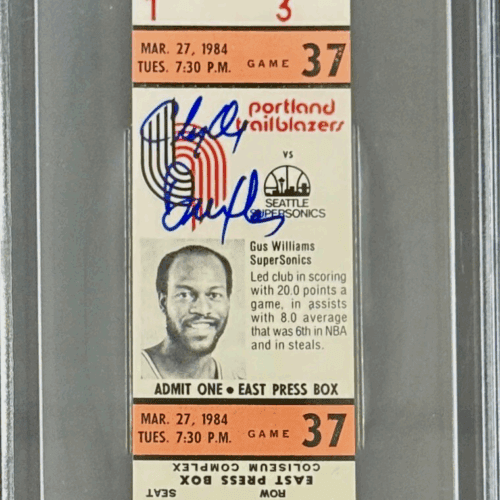 1 3
MAR. 27, 1984
TUES. 7:30 P.M. GAME 37
portland
trailblazers
VS
SEATTLE
SUPERSONICS
Gus Williams
SuperSonics
Led club in scoring
with 20.0 points a
game, in assists
with 8.0 average
that was 6th in NBA
and in steals.
ADMIT ONE • EAST PRESS BOX
MAR. 27, 1984
TUES. 7:30 P.M. GAME 37
EAST PRESS BOX
COLISEUM COMPLEX
ROW SEAT